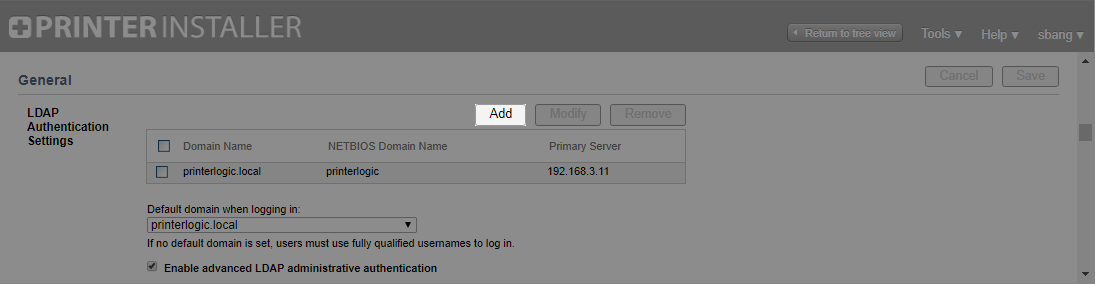 PRINTER INSTALLER
Return to tree view
Tools
Help
sbang
General
Cancel
Save
LDAP
Authentication
Settings
Add
Modify
Remove
Domain Name NETBIOS Domain Name Primary Server
printerlogic.local printerlogic 192.168.3.11
Default domain when logging in:
printerlogic.local
If no default domain is set, users must use fully qualified usernames to log in.
Enable advanced LDAP administrative authentication